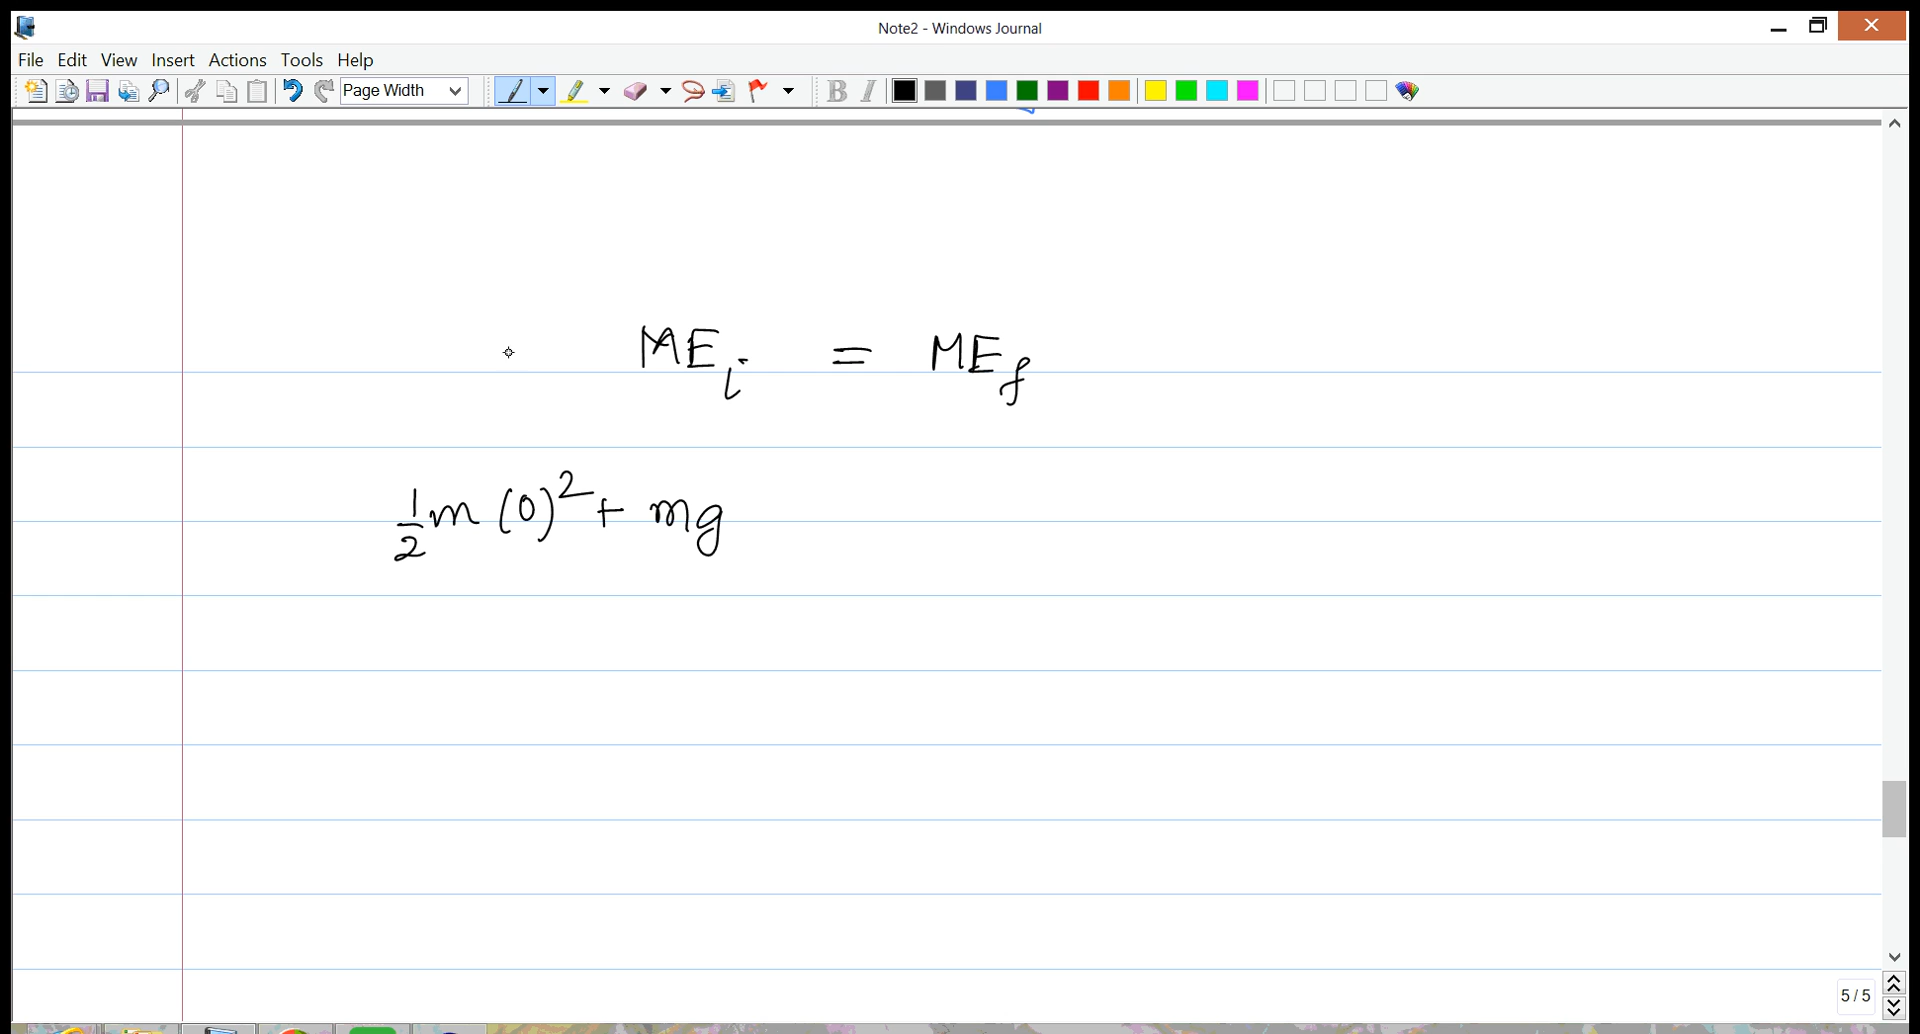 Note2 - Windows Journal
File Edit View Insert Actions Tools Help
Page Width B I
ME_i = ME_f
1/2 m (0)^2 + mg
5 / 5